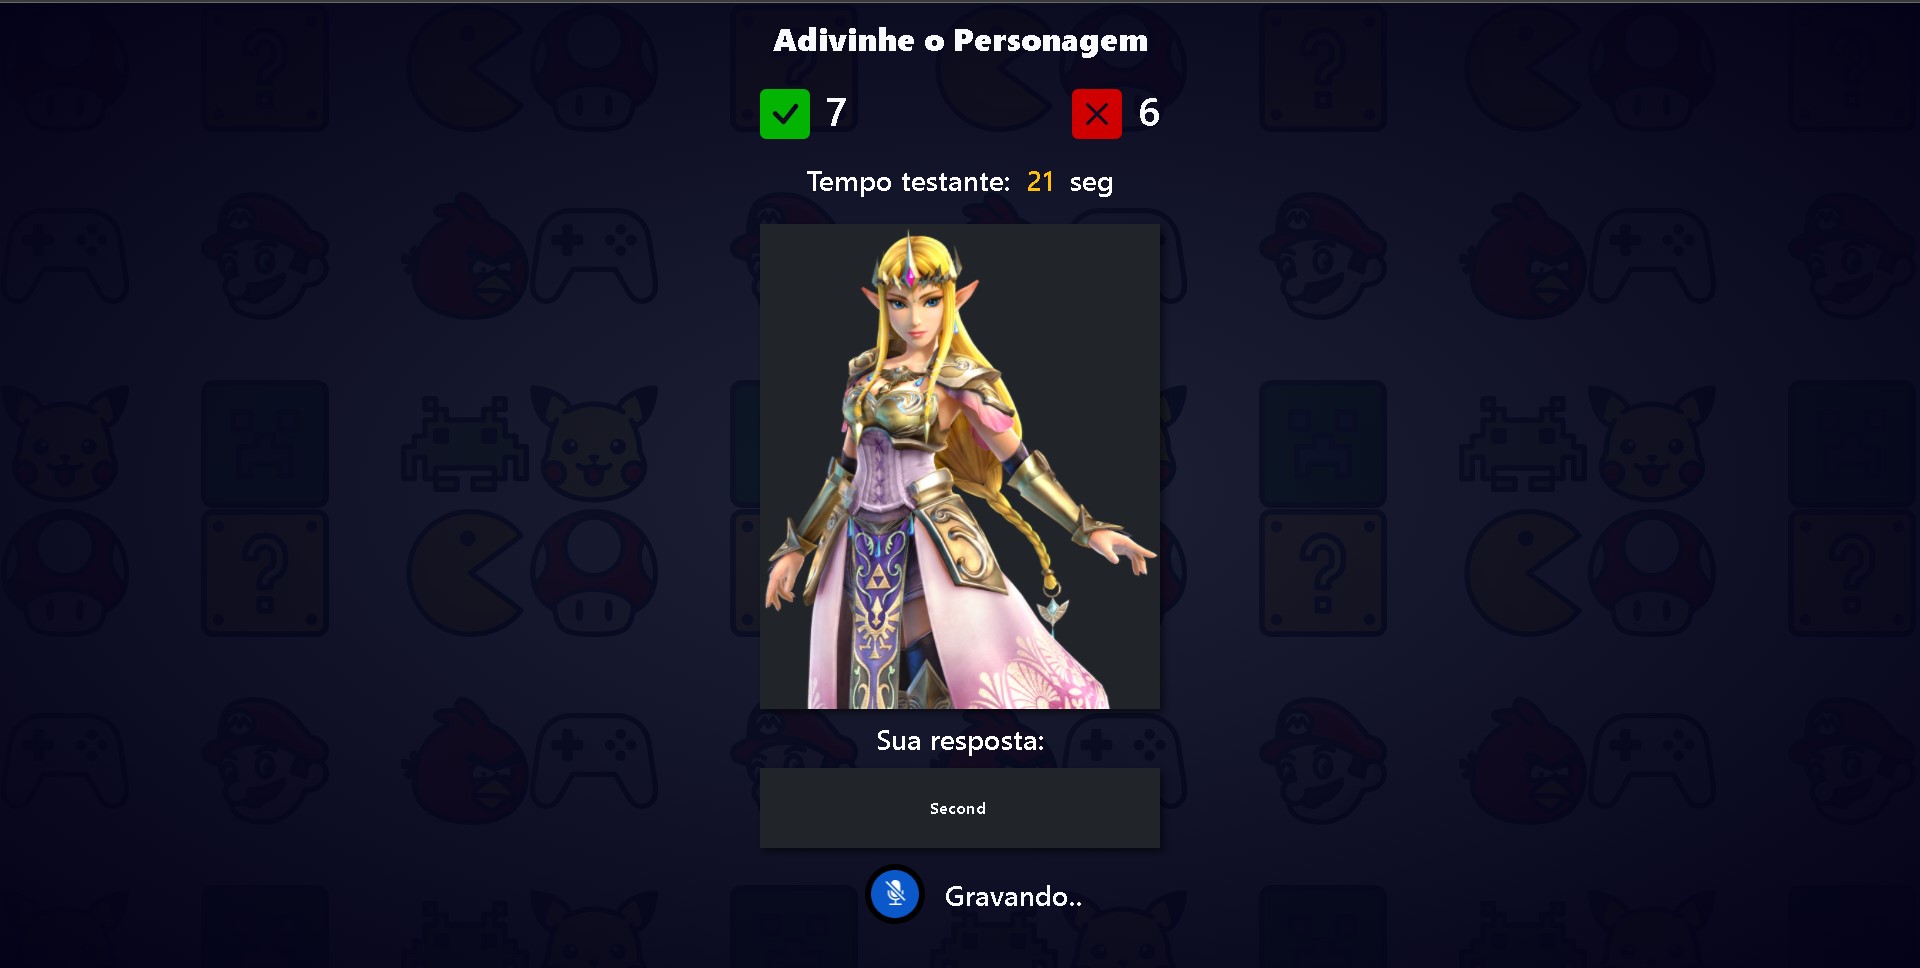 Adivinhe o Personagem
7 6
Tempo testante: 21 seg
Sua resposta:
Second
Gravando..